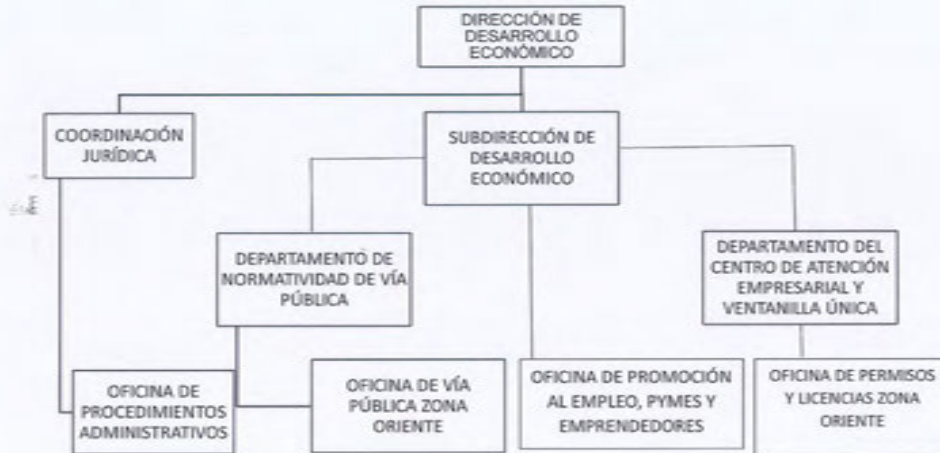 DIRECCIÓN DE
DESARROLLO
ECONÓMICO
COORDINACIÓN
JURÍDICA
SUBDIRECCIÓN DE
DESARROLLO
ECONÓMICO
DEPARTAMENTO DE
NORMATIVIDAD DE VÍA
PÚBLICA
DEPARTAMENTO DEL
CENTRO DE ATENCIÓN
EMPRESARIAL Y
VENTANILLA ÚNICA
OFICINA DE
PROCEDIMIENTOS
ADMINISTRATIVOS
OFICINA DE VÍA
PÚBLICA ZONA
ORIENTE
OFICINA DE PROMOCIÓN
AL EMPLEO, PYMES Y
EMPRENDEDORES
OFICINA DE PERMISOS
Y LICENCIAS ZONA
ORIENTE